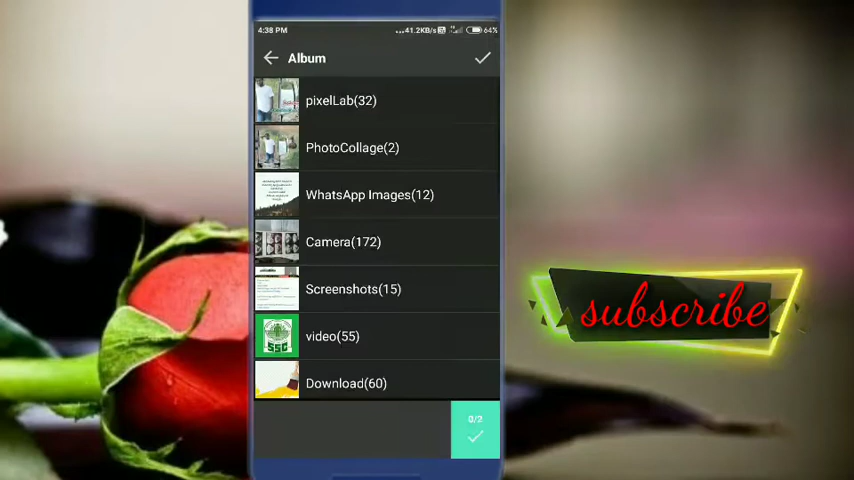 4:38 PM
...41.2KB/s 64%
Album
pixelLab(32)
PhotoCollage(2)
WhatsApp Images(12)
Camera(172)
Screenshots(15)
video(55)
SSC
Download(60)
0/2
subscribe